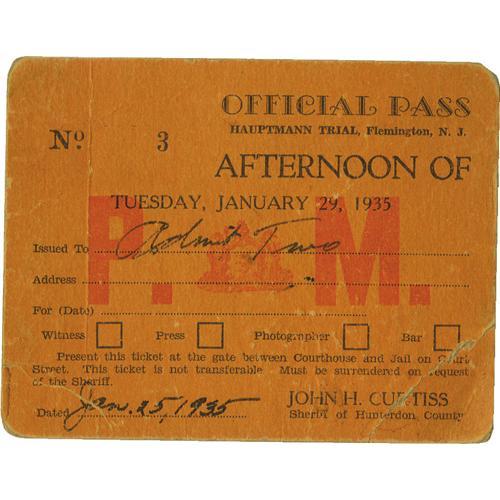 OFFICIAL PASS
No. 3
HAUPTMANN TRIAL, Flemington, N. J.
AFTERNOON OF
TUESDAY, JANUARY 29, 1935
P. M.
Issued To Admit Two
Address
For (Date)
Witness Press Photographer Bar
Present this ticket at the gate between Courthouse and Jail on Court
Street. This ticket is not transferable. Must be surrendered on request
of the Sheriff.
JOHN H. CURTISS
Dated Jan. 25, 1935 Sheriff of Hunterdon County